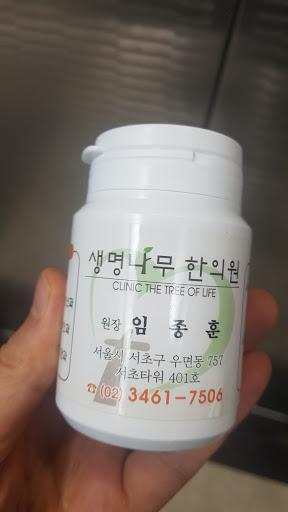 생명나무 한의원
CLINIC THE TREE OF LIFE
원장 임 종 훈
서울시 서초구 우면동 757
서초타워 401호
☎ (02) 3461-7506